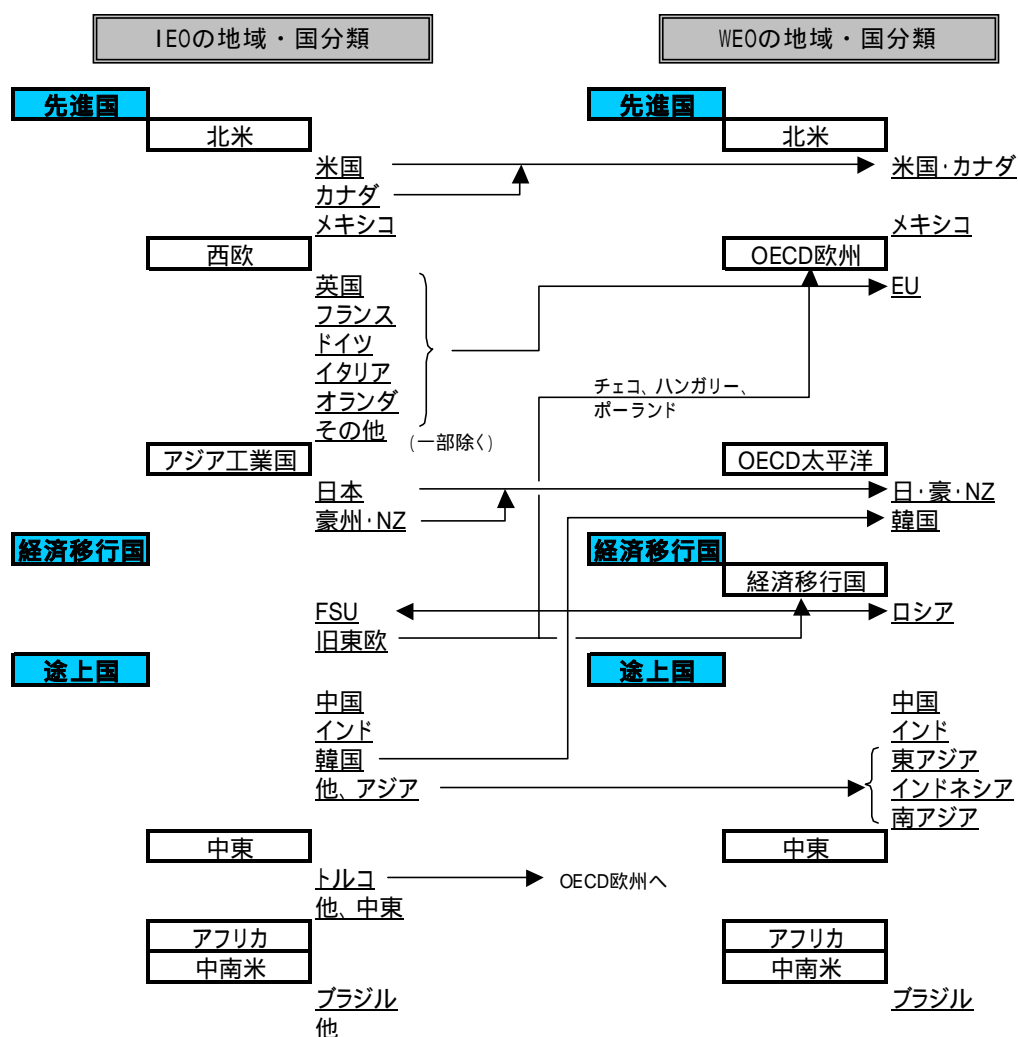 IEOの地域・国分類
WEOの地域・国分類
先進国
先進国
北米
北米
米国
米国・カナダ
カナダ
メキシコ
メキシコ
西欧
OECD欧州
英国
EU
フランス
ドイツ
イタリア
チェコ、ハンガリー、
ポーランド
オランダ
その他
(一部除く)
アジア工業国
OECD太平洋
日本
日・豪・NZ
豪州・NZ
韓国
経済移行国
経済移行国
経済移行国
FSU
ロシア
旧東欧
途上国
途上国
中国
中国
インド
インド
韓国
東アジア
他、アジア
インドネシア
南アジア
中東
中東
トルコ
OECD欧州へ
他、中東
アフリカ
アフリカ
中南米
中南米
ブラジル
ブラジル
他